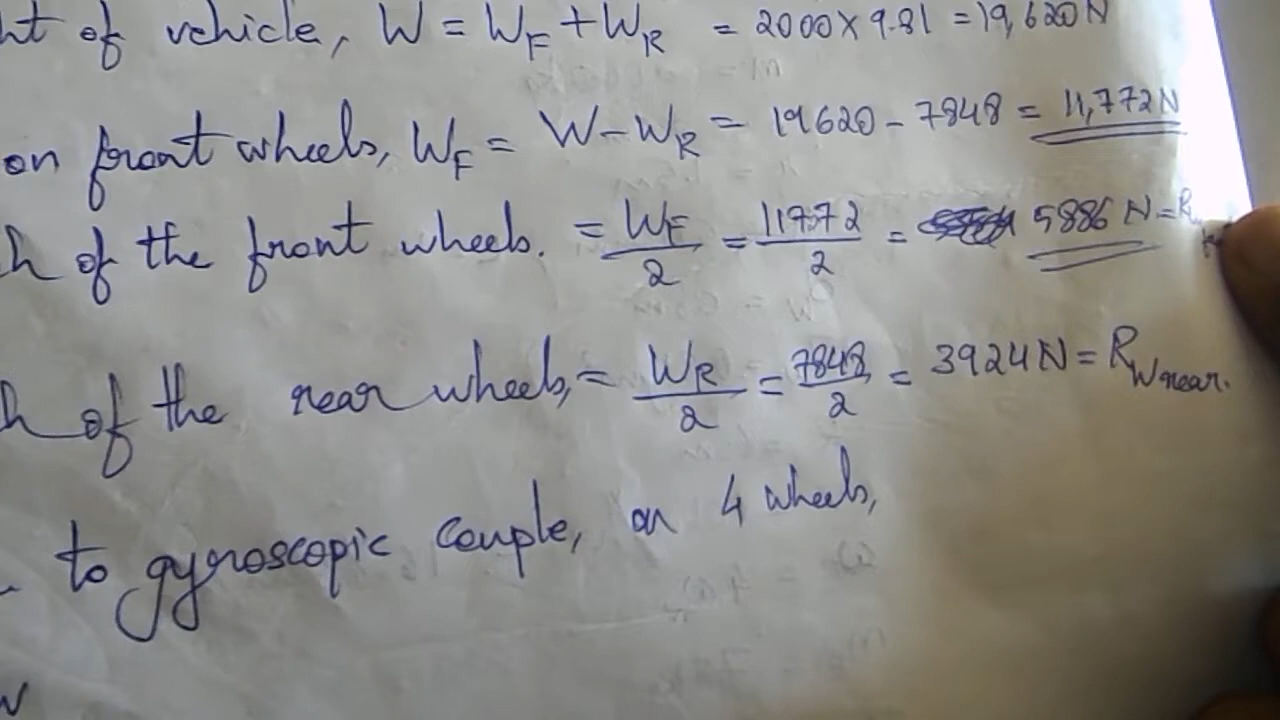 of vehicle, W = W_F + W_R = 2000 × 9.81 = 19,620 N
on front wheels, W_F = W - W_R = 19620 - 7848 = 11,772 N
of the front wheels. = W_F/2 = 11772/2 = 5886 N = R
of the rear wheels, = W_R/2 = 7848/2 = 3924 N = R_W rear.
to gyroscopic couple, on 4 wheels,